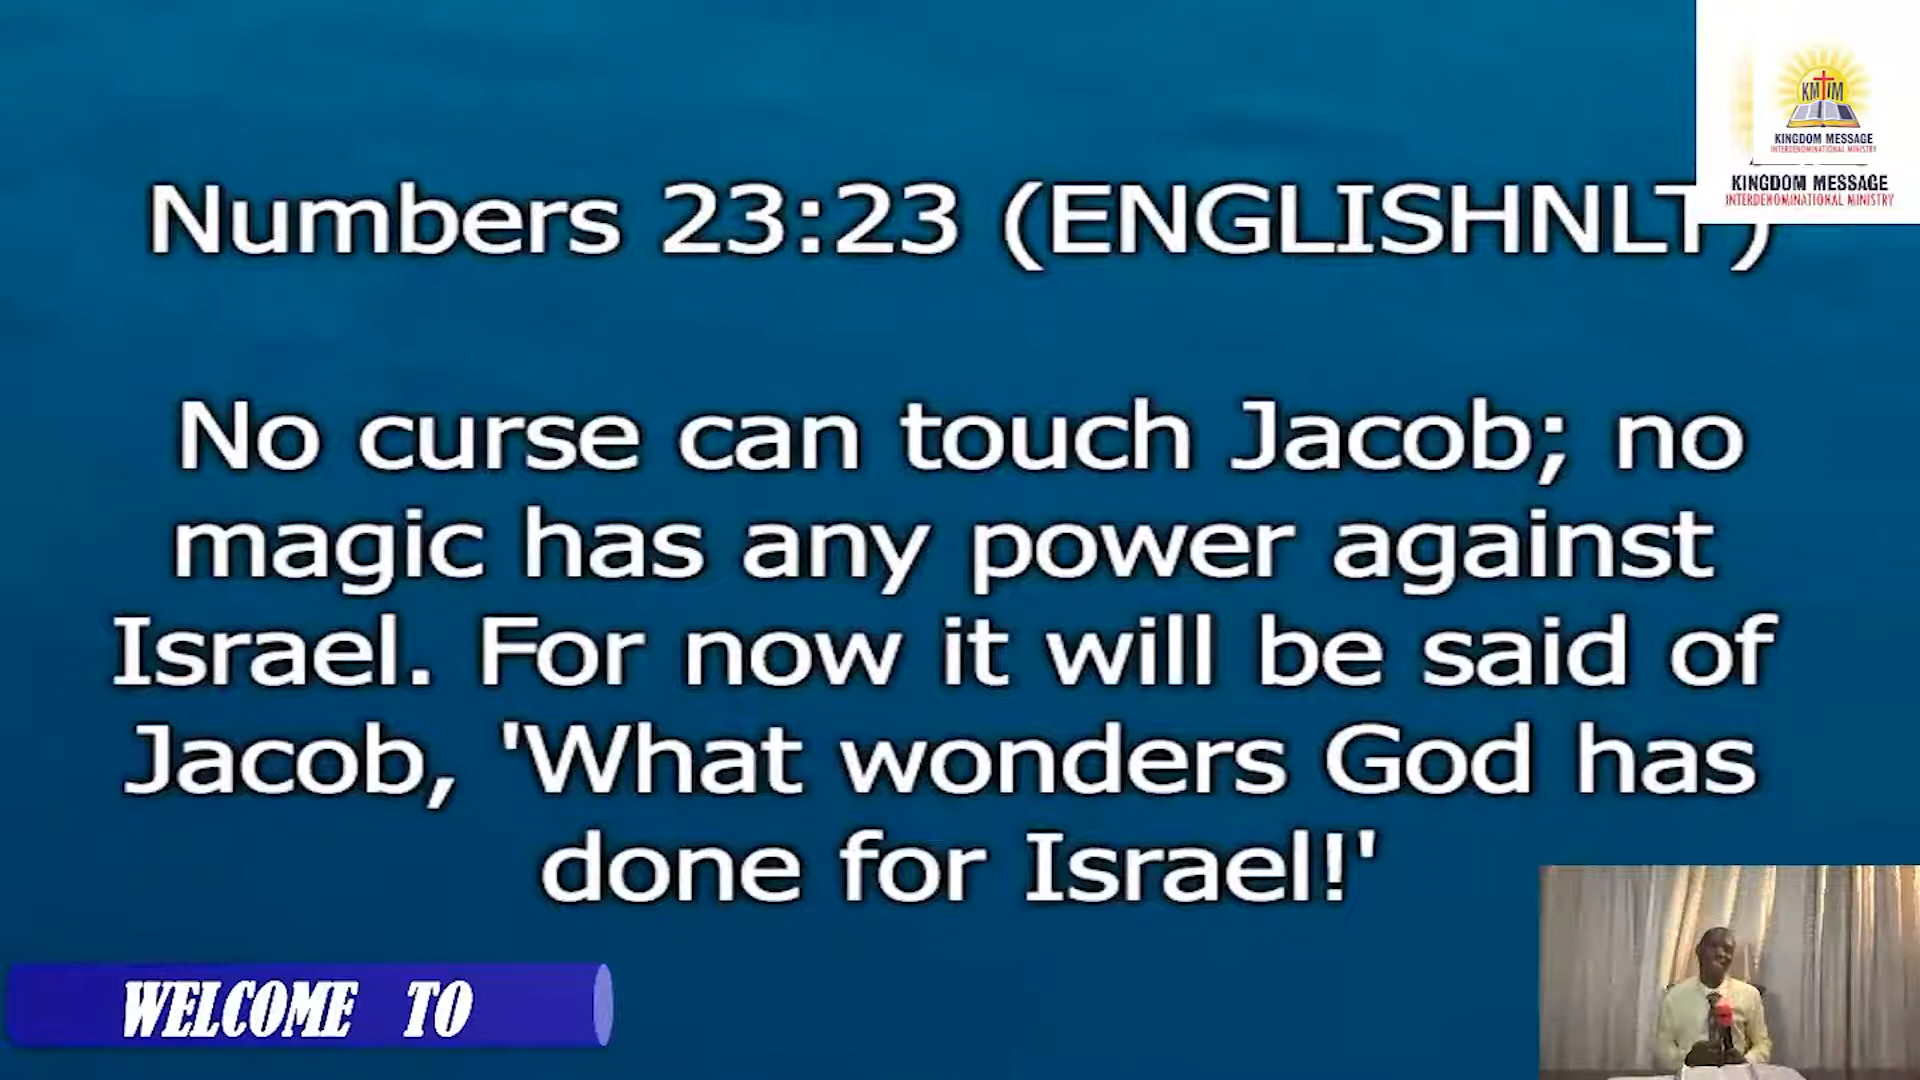 KMIM
KINGDOM MESSAGE
INTERDENOMINATIONAL MINISTRY
KINGDOM MESSAGE
INTERDENOMINATIONAL MINISTRY
Numbers 23:23 (ENGLISHNLT)
No curse can touch Jacob; no
magic has any power against
Israel. For now it will be said of
Jacob, 'What wonders God has
done for Israel!'
WELCOME TO